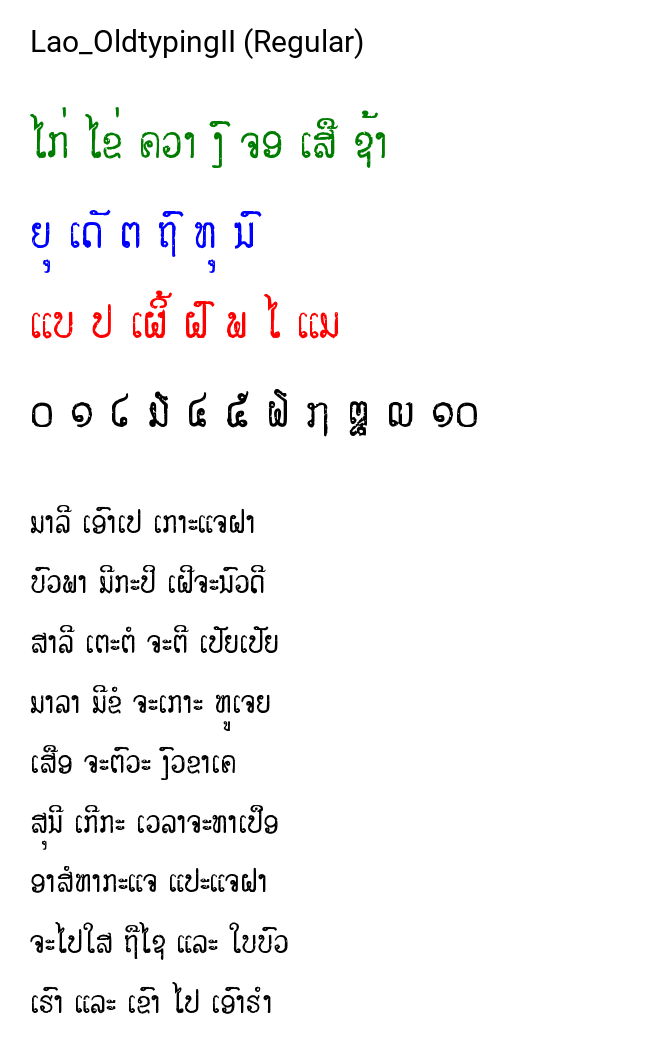 Lao_OldtypingII (Regular)
ໄກ່ ໄຂ່ ຄວາ ງົ ຈອ ເສື ຊ້າ
ຍຸ ເດັ ຕ ຖົ ທຸ ນົ
ແບ ປ ເຜິ້ ຝົ ພ ໄ ແມ
໐ ໑ ໒ ໓ ໔ ໕ ໖ ໗ ໘ ໙ ໑໐
ມາລີ ເອົາເປ ເກາະແຈຝາ
ບົວພາ ມີກະປິ ເຝີຈະນົວດີ
ສາລີ ເຕະຕໍ ຈະຕີ ເປັຍເປັຍ
ມາລາ ມີຂໍ ຈະເກາະ ຫູເຈຍ
ເສືອ ຈະຕົວະ ງົວຂາເຄ
ສຸນີ ເກີກະ ເວລາຈະທາເປຶອ
ອາສໍຫາກະແຈ ແປະແຈຝາ
ຈະໄປໃສ ຖືໄຊ ແລະ ໃບບົວ
ເຮົາ ແລະ ເຂົາ ໄປ ເອົາຮຳ